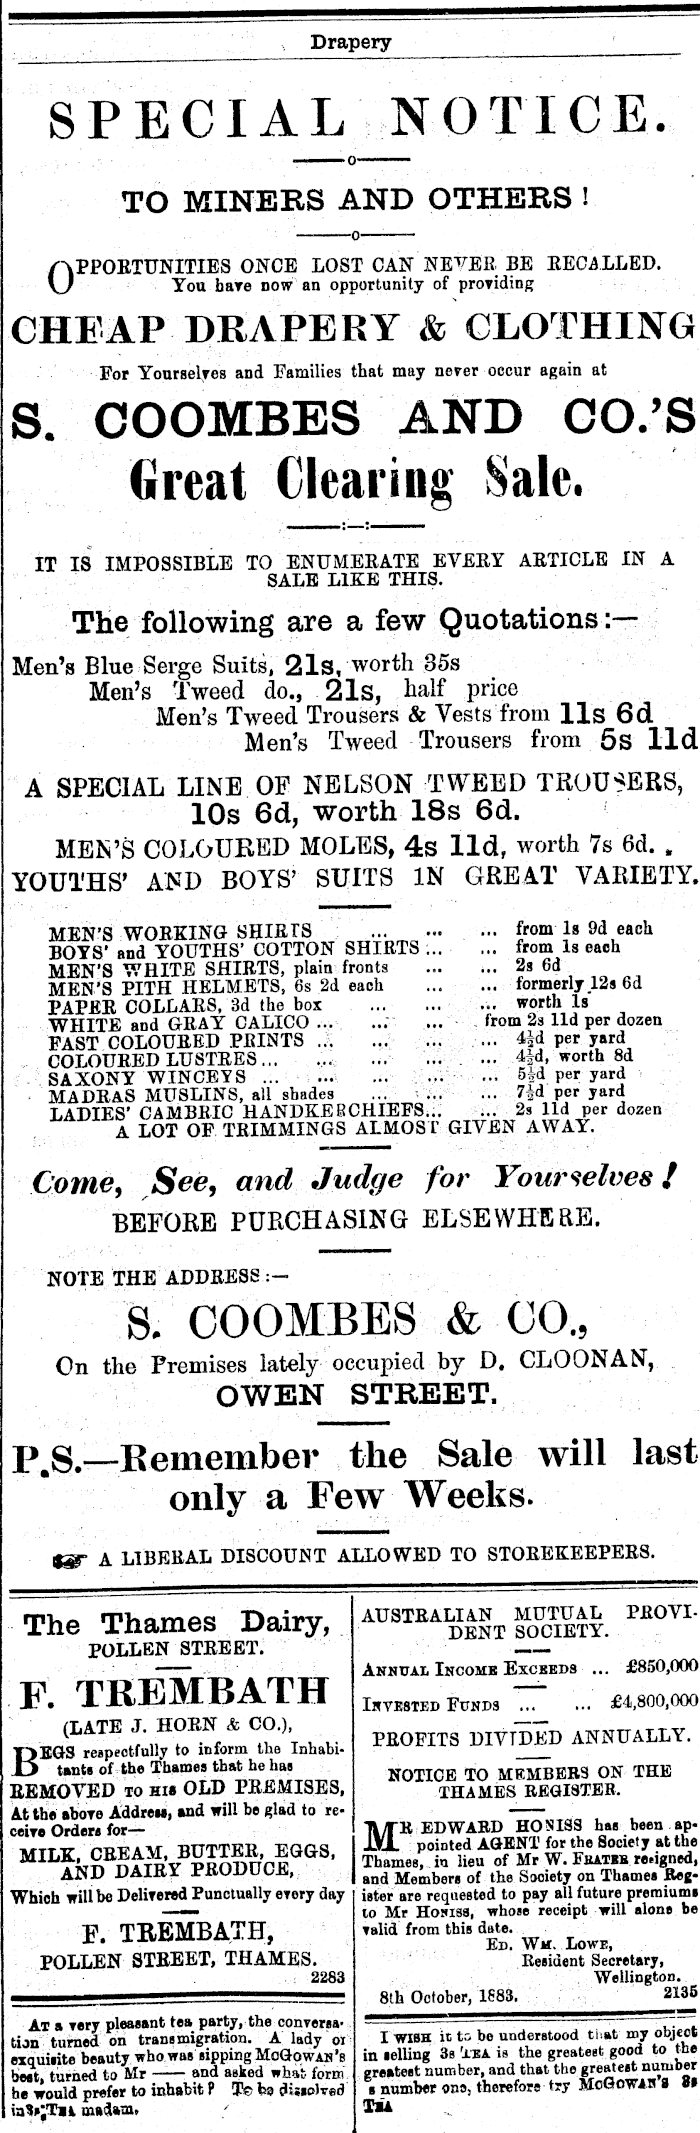 Drapery
SPECIAL NOTICE.
TO MINERS AND OTHERS!
OPPORTUNITIES ONCE LOST CAN NEVER BE RECALLED.
You have now an opportunity of providing
CHEAP DRAPERY & CLOTHING
For Yourselves and Families that may never occur again at
S. COOMBES AND CO.'S
Great Clearing Sale.
IT IS IMPOSSIBLE TO ENUMERATE EVERY ARTICLE IN A
SALE LIKE THIS.
The following are a few Quotations:—
Men's Blue Serge Suits, 21s, worth 35s
Men's Tweed do., 21s, half price
Men's Tweed Trousers & Vests from 11s 6d
Men's Tweed Trousers from 5s 11d
A SPECIAL LINE OF NELSON TWEED TROUSERS,
10s 6d, worth 18s 6d.
MEN'S COLOURED MOLES, 4s 11d, worth 7s 6d.
YOUTHS' AND BOYS' SUITS IN GREAT VARIETY.
MEN'S WORKING SHIRTS ... ... ... from 1s 9d each
BOYS' and YOUTHS' COTTON SHIRTS ... ... from 1s each
MEN'S WHITE SHIRTS, plain fronts ... ... 2s 6d
MEN'S PITH HELMETS, 6s 2d each ... ... formerly 12s 6d
PAPER COLLARS, 3d the box ... ... ... worth 1s
WHITE and GRAY CALICO ... ... ... from 2s 11d per dozen
FAST COLOURED PRINTS ... ... ... ... 4½d per yard
COLOURED LUSTRES ... ... ... ... ... 4½d, worth 8d
SAXONY WINCEYS ... ... ... ... ... 5½d per yard
MADRAS MUSLINS, all shades ... ... ... 7½d per yard
LADIES' CAMBRIC HANDKERCHIEFS... ... 2s 11d per dozen
A LOT OF TRIMMINGS ALMOST GIVEN AWAY.
Come, See, and Judge for Yourselves!
BEFORE PURCHASING ELSEWHERE.
NOTE THE ADDRESS:—
S. COOMBES & CO.,
On the Premises lately occupied by D. CLOONAN,
OWEN STREET.
P.S.—Remember the Sale will last
only a Few Weeks.
☞ A LIBERAL DISCOUNT ALLOWED TO STOREKEEPERS.
The Thames Dairy,
POLLEN STREET.
F. TREMBATH
(LATE J. HORN & CO.),
BEGS respectfully to inform the Inhabi-
tants of the Thames that he has
REMOVED TO HIS OLD PREMISES,
At the above Address, and will be glad to re-
ceive Orders for—
MILK, CREAM, BUTTER, EGGS,
AND DAIRY PRODUCE,
Which will be Delivered Punctually every day
F. TREMBATH,
POLLEN STREET, THAMES.
2283
AT a very pleasant tea party, the conversa-
tion turned on transmigration. A lady of
exquisite beauty who was sipping MCGOWAN'S
best, turned to Mr —— and asked what form
he would prefer to inhabit? To be dissolved
in 3s TEA madam.
AUSTRALIAN MUTUAL PROVI-
DENT SOCIETY.
ANNUAL INCOME EXCEEDS ... £850,000
INVESTED FUNDS ... ... £4,800,000
PROFITS DIVIDED ANNUALLY.
NOTICE TO MEMBERS ON THE
THAMES REGISTER.
MR EDWARD HONISS has been ap-
pointed AGENT for the Society at the
Thames, in lieu of Mr W. FRATER resigned,
and Members of the Society on Thames Reg-
ister are requested to pay all future premiums
to Mr HONISS, whose receipt will alone be
valid from this date.
ED. WM. LOWE,
Resident Secretary,
Wellington.
8th October, 1883. 2135
I WISH it to be understood that my object
in selling 3s TEA is the greatest good to the
greatest number, and that the greatest number
s number one, therefore try MCGOWAN'S 3s
TEA